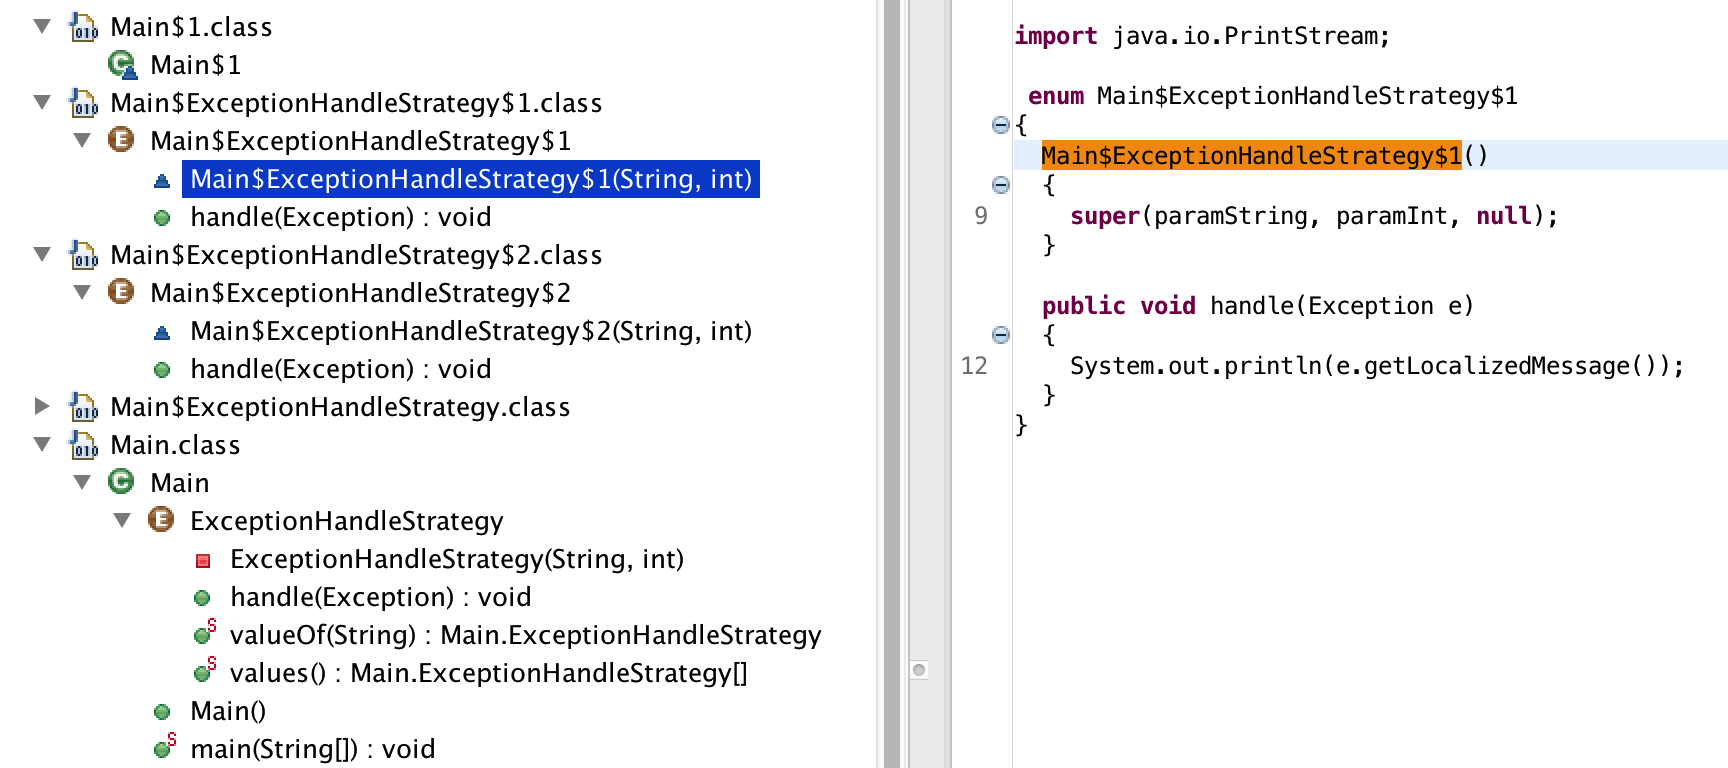 Main$1.class
Main$1
Main$ExceptionHandleStrategy$1.class
Main$ExceptionHandleStrategy$1
Main$ExceptionHandleStrategy$1(String, int)
handle(Exception) : void
Main$ExceptionHandleStrategy$2.class
Main$ExceptionHandleStrategy$2
Main$ExceptionHandleStrategy$2(String, int)
handle(Exception) : void
Main$ExceptionHandleStrategy.class
Main.class
Main
ExceptionHandleStrategy
ExceptionHandleStrategy(String, int)
handle(Exception) : void
valueOf(String) : Main.ExceptionHandleStrategy
values() : Main.ExceptionHandleStrategy[]
Main()
main(String[]) : void
import java.io.PrintStream;
enum Main$ExceptionHandleStrategy$1
{
Main$ExceptionHandleStrategy$1()
{
9 super(paramString, paramInt, null);
}
public void handle(Exception e)
{
12 System.out.println(e.getLocalizedMessage());
}
}